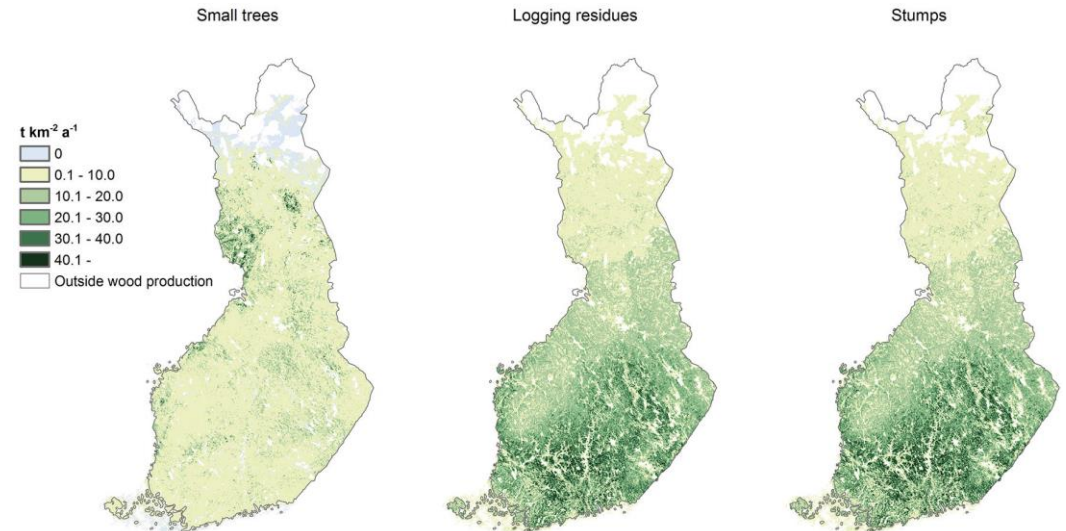 Small trees
Logging residues
Stumps
t km⁻² a⁻¹
0
0.1 - 10.0
10.1 - 20.0
20.1 - 30.0
30.1 - 40.0
40.1 -
Outside wood production